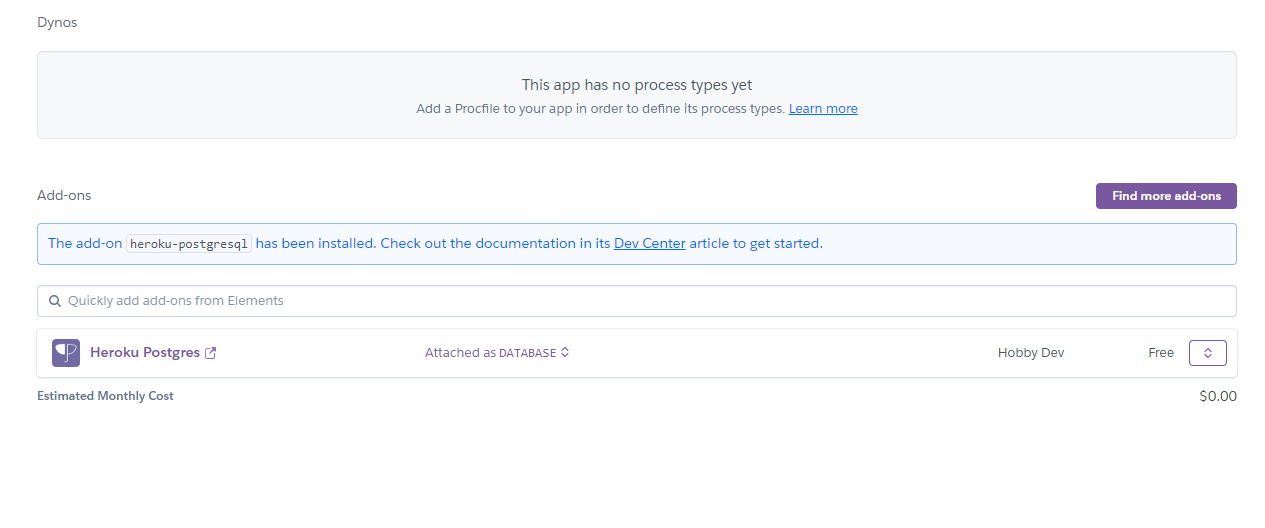 Dynos
This app has no process types yet
Add a Procfile to your app in order to define its process types. Learn more
Add-ons
Find more add-ons
The add-on heroku-postgresql has been installed. Check out the documentation in its Dev Center article to get started.
Quickly add add-ons from Elements
Heroku Postgres Attached as DATABASE Hobby Dev Free
Estimated Monthly Cost $0.00